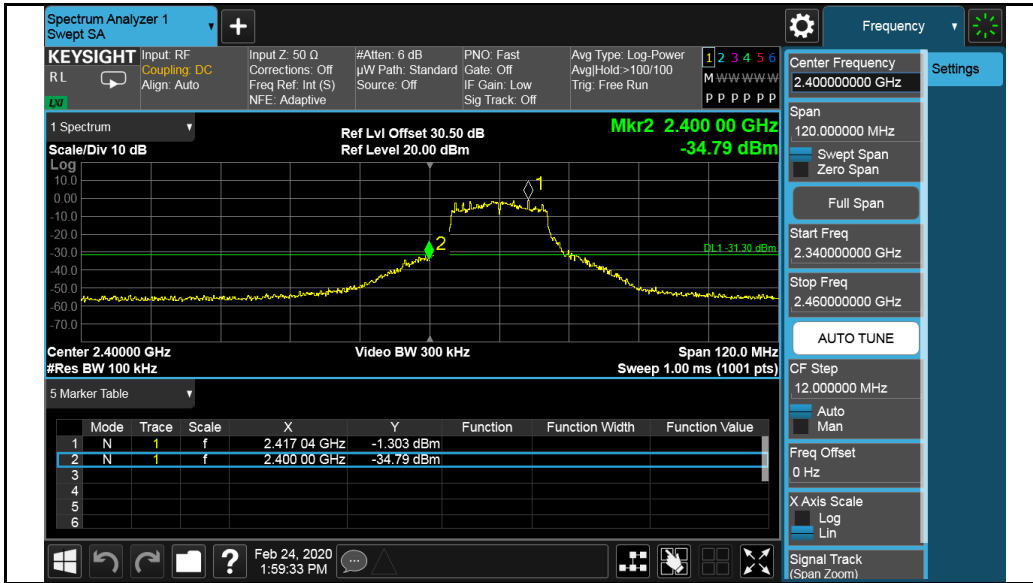 Spectrum Analyzer 1
Swept SA
+
Frequency
KEYSIGHT
RL
LXI
Input: RF
Coupling: DC
Align: Auto
Input Z: 50 Ω
Corrections: Off
Freq Ref: Int (S)
NFE: Adaptive
#Atten: 6 dB
µW Path: Standard
Source: Off
PNO: Fast
Gate: Off
IF Gain: Low
Sig Track: Off
Avg Type: Log-Power
Avg|Hold:>100/100
Trig: Free Run
1 2 3 4 5 6
M W W W W W
P P P P P P
1 Spectrum
Scale/Div 10 dB
Ref Lvl Offset 30.50 dB
Ref Level 20.00 dBm
Mkr2 2.400 00 GHz
-34.79 dBm
Log
10.0
0.00
-10.0
-20.0
-30.0
-40.0
-50.0
-60.0
-70.0
1
2
DL1 -31.30 dBm
Center 2.40000 GHz
#Res BW 100 kHz
Video BW 300 kHz
Span 120.0 MHz
Sweep 1.00 ms (1001 pts)
5 Marker Table
Mode Trace Scale X Y Function Function Width Function Value
1 N 1 f 2.417 04 GHz -1.303 dBm
2 N 1 f 2.400 00 GHz -34.79 dBm
3
4
5
6
?
Feb 24, 2020
1:59:33 PM
Center Frequency
2.400000000 GHz
Settings
Span
120.000000 MHz
Swept Span
Zero Span
Full Span
Start Freq
2.340000000 GHz
Stop Freq
2.460000000 GHz
AUTO TUNE
CF Step
12.000000 MHz
Auto
Man
Freq Offset
0 Hz
X Axis Scale
Log
Lin
Signal Track
(Span Zoom)